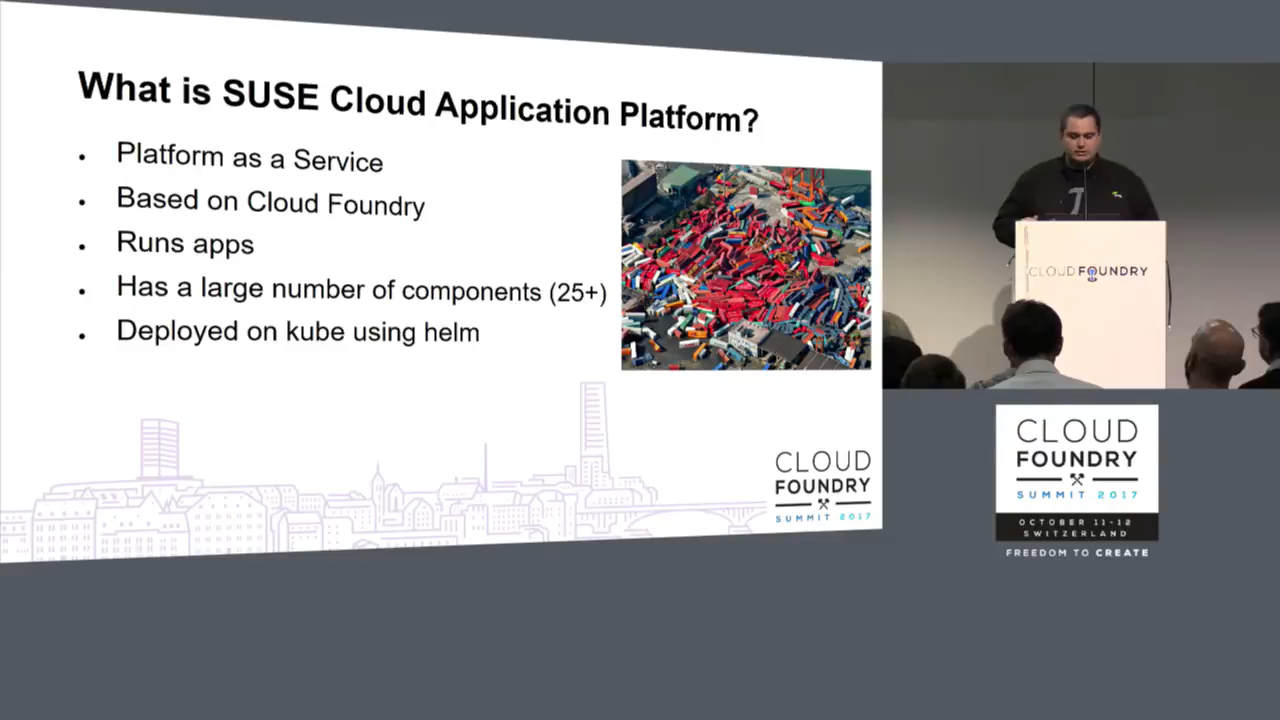 What is SUSE Cloud Application Platform?
• Platform as a Service
• Based on Cloud Foundry
• Runs apps
• Has a large number of components (25+)
• Deployed on kube using helm
CLOUD
FOUNDRY
SUMMIT 2017
CLOUDFOUNDRY
CLOUD
FOUNDRY
SUMMIT 2017
OCTOBER 11-12
SWITZERLAND
FREEDOM TO CREATE